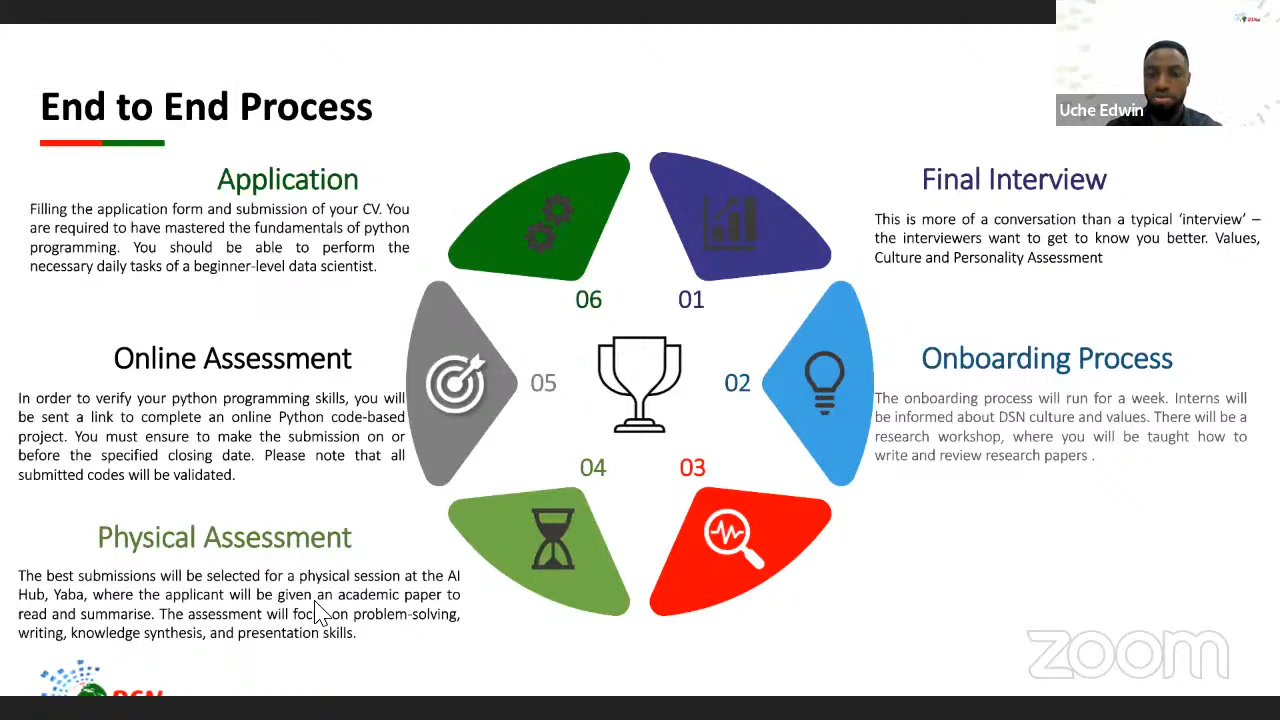 End to End Process
Uche Edwin
Application
Filling the application form and submission of your CV. You
are required to have mastered the fundamentals of python
programming. You should be able to perform the
necessary daily tasks of a beginner-level data scientist.
Online Assessment
In order to verify your python programming skills, you will
be sent a link to complete an online Python code-based
project. You must ensure to make the submission on or
before the specified closing date. Please note that all
submitted codes will be validated.
Physical Assessment
The best submissions will be selected for a physical session at the AI
Hub, Yaba, where the applicant will be given an academic paper to
read and summarise. The assessment will focus on problem-solving,
writing, knowledge synthesis, and presentation skills.
06
01
05
02
04
03
Final Interview
This is more of a conversation than a typical ‘interview’ –
the interviewers want to get to know you better. Values,
Culture and Personality Assessment
Onboarding Process
The onboarding process will run for a week. Interns will
be informed about DSN culture and values. There will be a
research workshop, where you will be taught how to
write and review research papers .
DSN
zoom